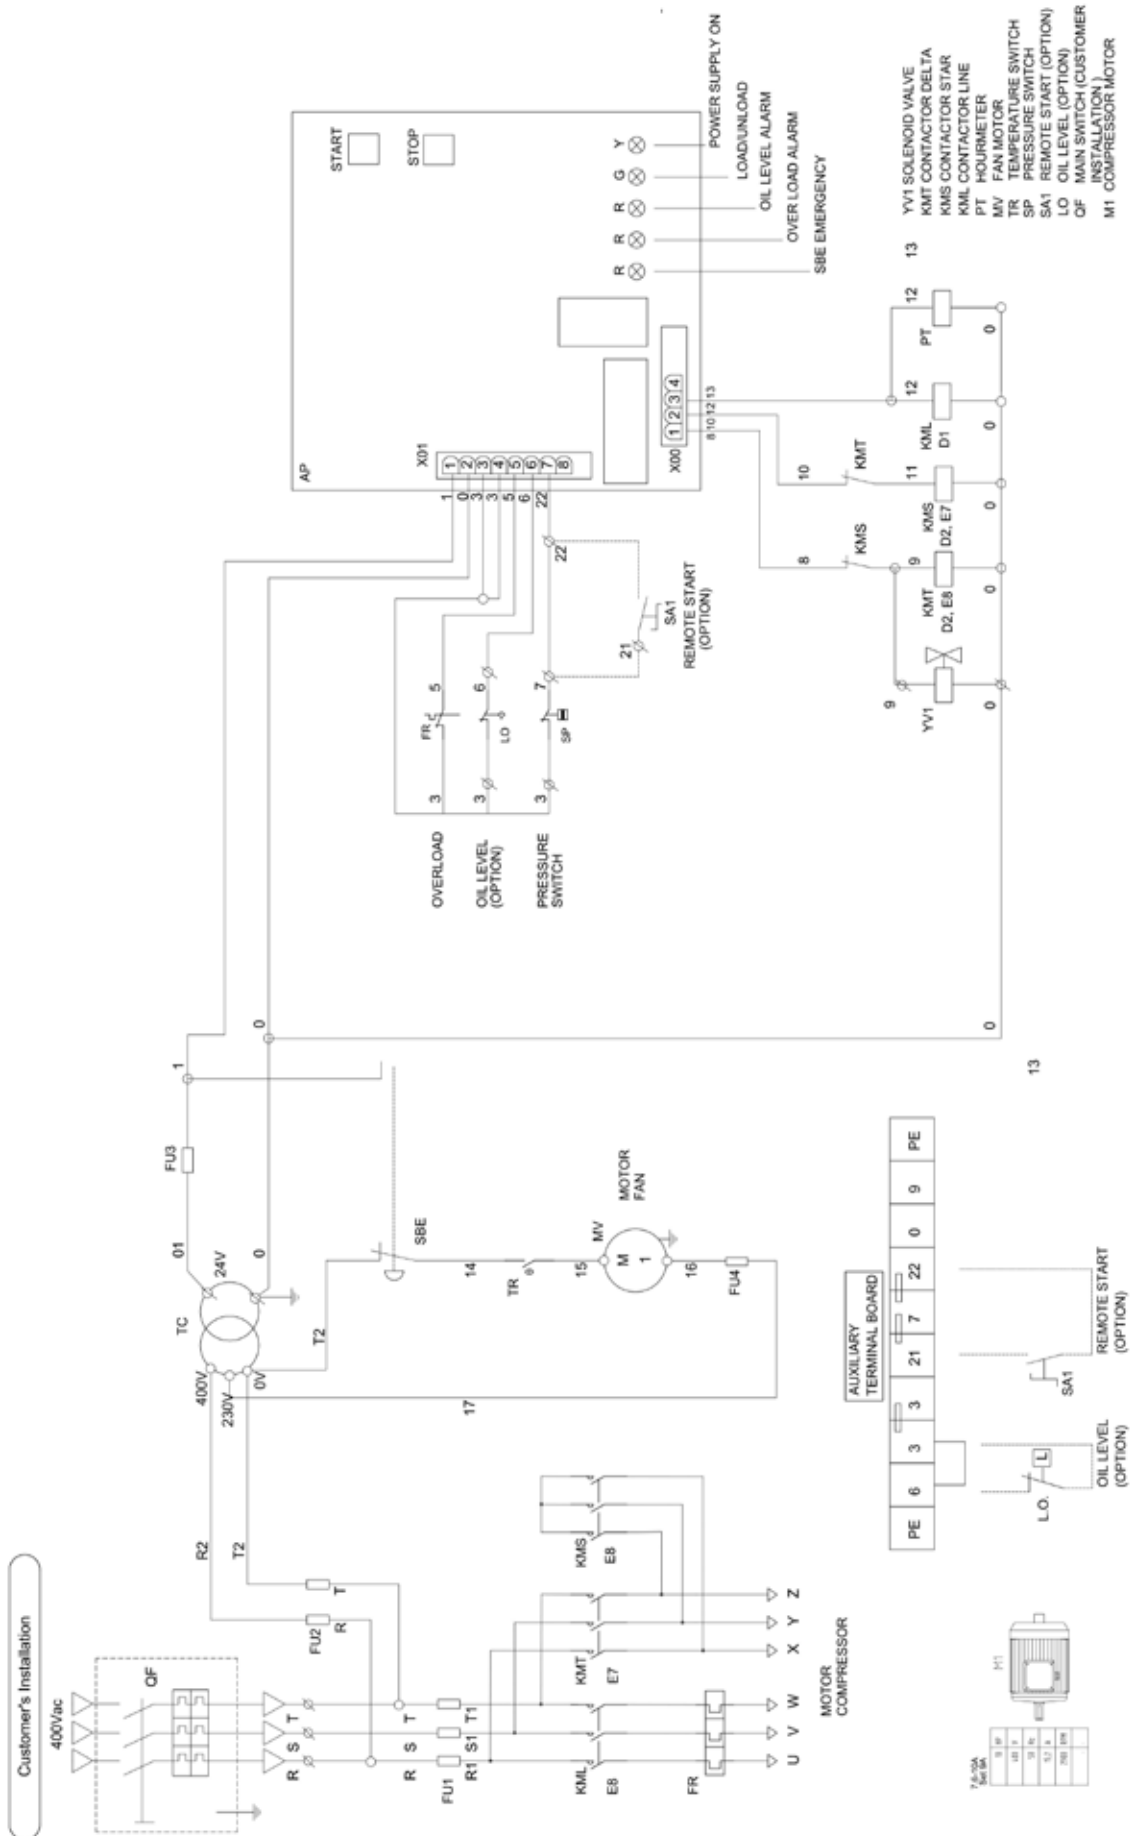 Customer's Installation
400Vac
QF
R S T
R S T
FU1
R1 S1 T1
KML
E8
FR
U V W
X Y Z
MOTOR
COMPRESSOR
KMT
E7
KMS
E8
FU2
R T
R2
T2
TC
400V
230V
0V
24V
01
FU3
1
0
0
T2
17
SBE
14
TR
15
MV
M
1
MOTOR
FAN
16
FU4
OVERLOAD
3
FR
5
OIL LEVEL
(OPTION)
3
LO
6
PRESSURE
SWITCH
3
SP
7
22
21
SA1
REMOTE START
(OPTION)
AP
X01
1 2 3 4 5 6 7 8
1 0 3 3 5 6 22
START
STOP
X00
1 2 3 4
8 10 12 13
R R R G Y
POWER SUPPLY ON
LOAD/UNLOAD
OIL LEVEL ALARM
OVER LOAD ALARM
SBE EMERGENCY
8
KMS
9
9
YV1
0
KMT
D2, E8
0
10
KMT
11
KMS
D2, E7
0
12
KML
D1
0
12
PT
0
13
0
13
YV1 SOLENOID VALVE
KMT CONTACTOR DELTA
KMS CONTACTOR STAR
KML CONTACTOR LINE
PT HOURMETER
MV FAN MOTOR
TR TEMPERATURE SWITCH
SP PRESSURE SWITCH
SA1 REMOTE START (OPTION)
LO OIL LEVEL (OPTION)
QF MAIN SWITCH (CUSTOMER
INSTALLATION )
M1 COMPRESSOR MOTOR
AUXILIARY
TERMINAL BOARD
PE 6 3 3 21 7 22 0 9 PE
L.O.
L
OIL LEVEL
(OPTION)
SA1
REMOTE START
(OPTION)
M1
7.6-10A